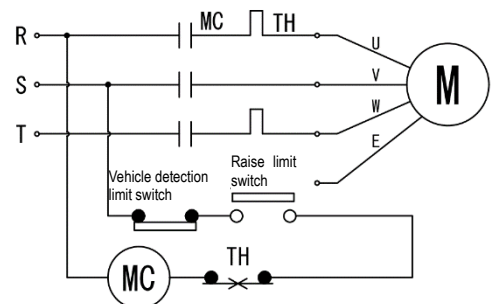 R
MC
TH
U
S
V
M
T
W
E
Vehicle detection
limit switch
Raise limit
switch
TH
MC